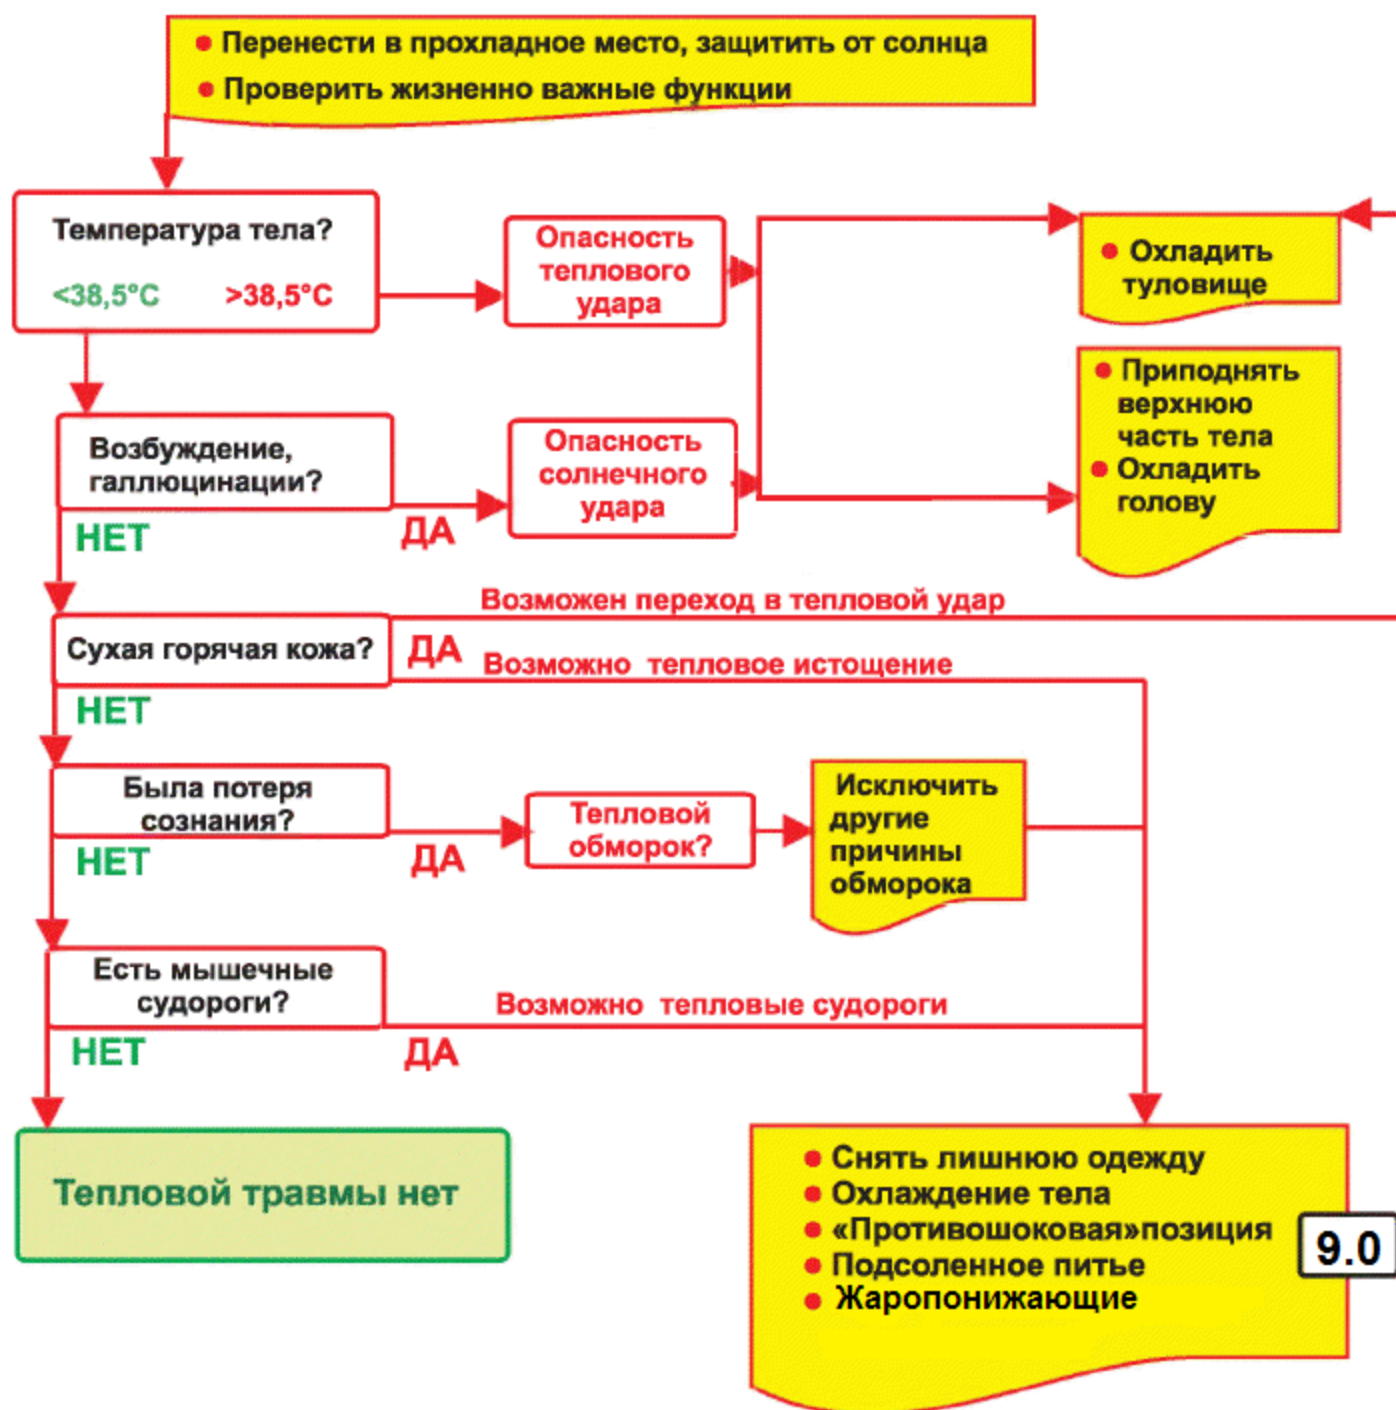 Перенести в прохладное место, защитить от солнца
Проверить жизненно важные функции
Температура тела?
<38,5°C >38,5°C
Опасность
теплового
удара
Охладить
туловище
Приподнять
верхнюю
часть тела
Охладить
голову
Возбуждение,
галлюцинации?
НЕТ
ДА
Опасность
солнечного
удара
Возможен переход в тепловой удар
Сухая горячая кожа?
ДА
Возможно тепловое истощение
НЕТ
Была потеря
сознания?
НЕТ
ДА
Тепловой
обморок?
Исключить
другие
причины
обморока
Есть мышечные
судороги?
Возможно тепловые судороги
НЕТ
ДА
Тепловой травмы нет
Снять лишнюю одежду
Охлаждение тела
«Противошоковая»позиция
Подсоленное питье
Жаропонижающие
9.0